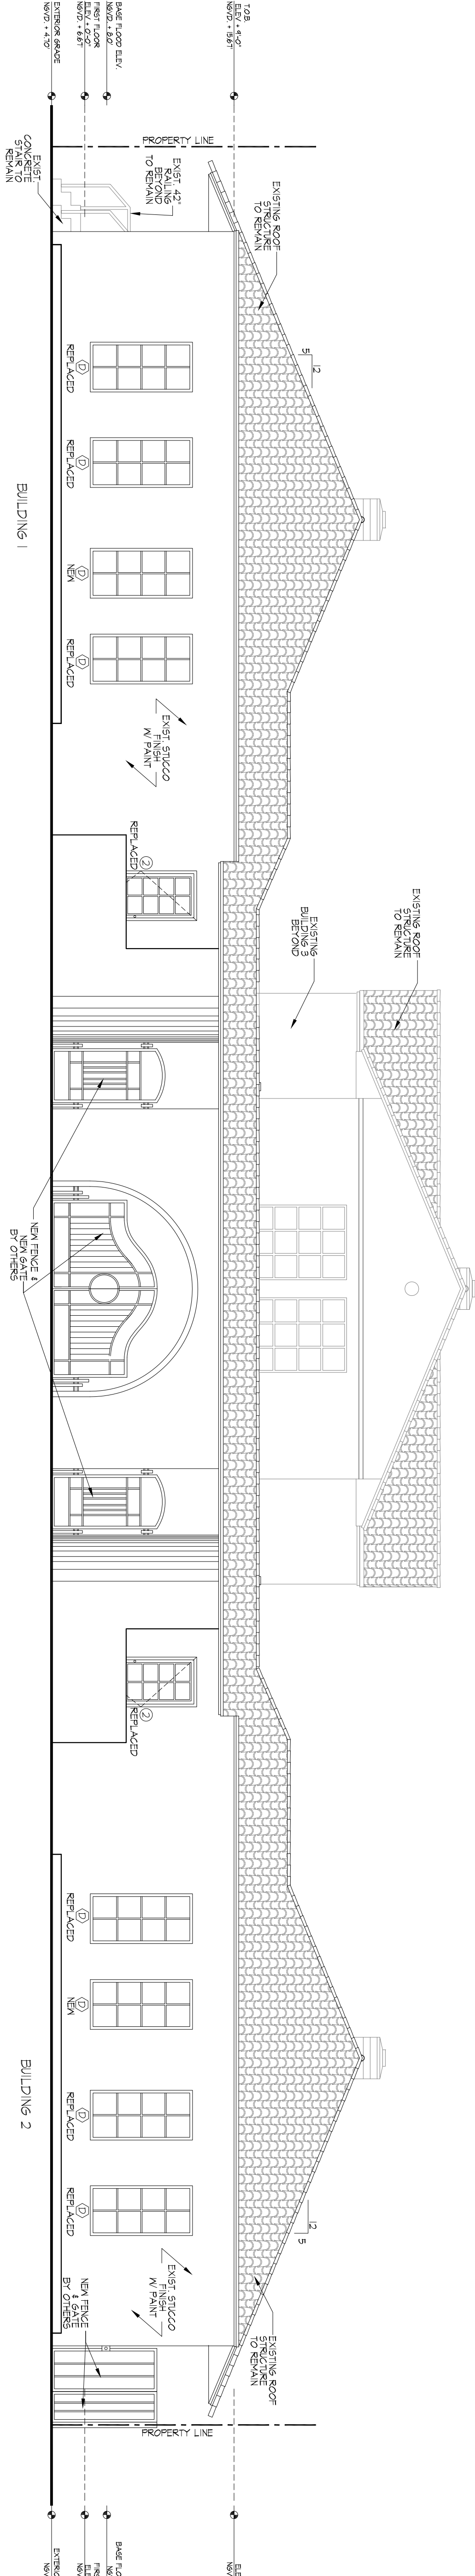 T.O.B.
ELEV. + 9'-0"
NGVD. + 15.67'
BASE FLOOD ELEV.
NGVD. + 8.0'
FIRST FLOOR
ELEV. + 0'-0"
NGVD. + 6.67'
EXTERIOR GRADE
NGVD. + 4.70'
PROPERTY LINE
EXIST. 42"
RAILING
BEYOND
TO REMAIN
EXIST.
CONCRETE
STAIR TO
REMAIN
EXISTING ROOF
STRUCTURE
TO REMAIN
12
5
D
REPLACED
D
REPLACED
D
NEW
D
REPLACED
BUILDING 1
EXIST. STUCCO
FINISH
W/ PAINT
2
REPLACED
EXISTING ROOF
STRUCTURE
TO REMAIN
EXISTING
BUILDING 3
BEYOND
NEW FENCE &
NEW GATE
BY OTHERS
2
REPLACED
D
REPLACED
D
NEW
D
REPLACED
D
REPLACED
BUILDING 2
12
5
EXISTING ROOF
STRUCTURE
TO REMAIN
EXIST. STUCCO
FINISH
W/ PAINT
NEW FENCE
& GATE
BY OTHERS
PROPERTY LINE